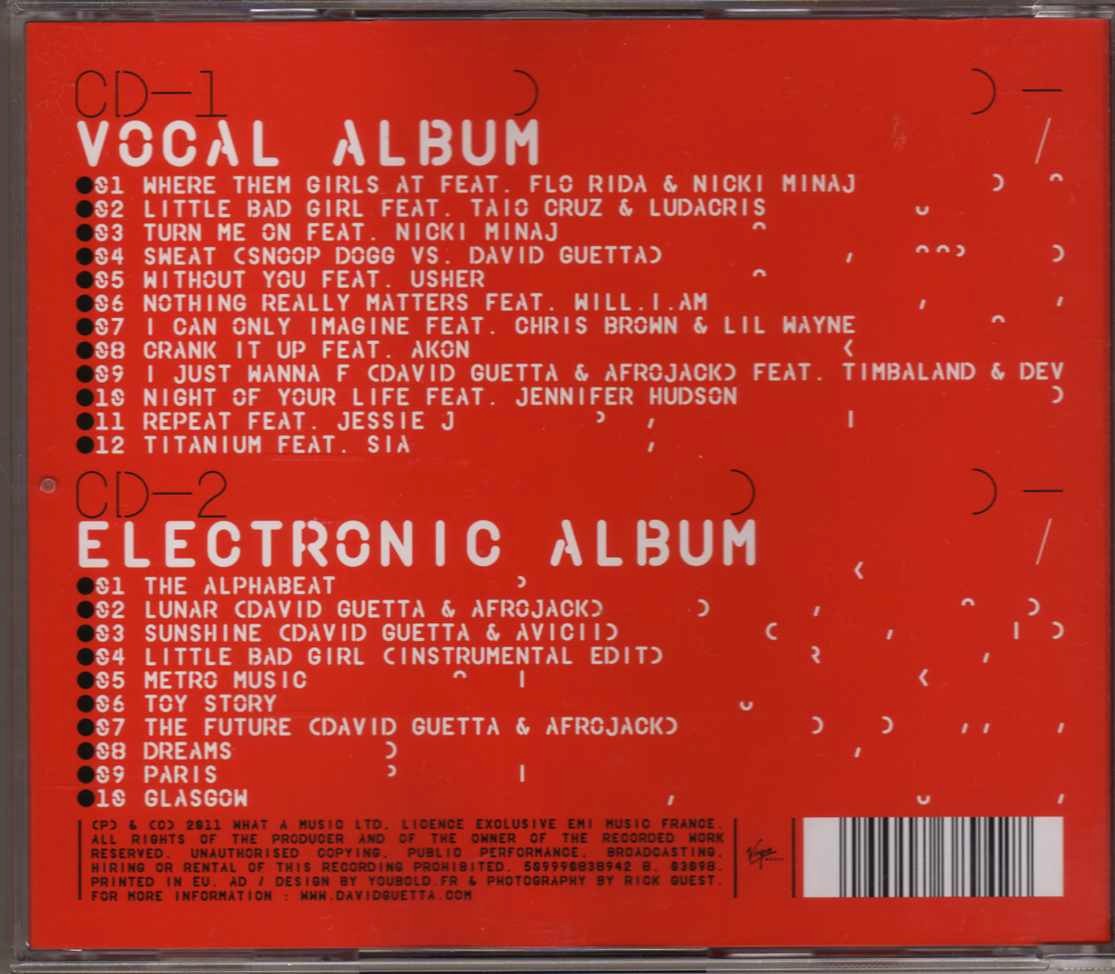 CD-1
VOCAL ALBUM
01 WHERE THEM GIRLS AT FEAT. FLO RIDA & NICKI MINAJ
02 LITTLE BAD GIRL FEAT. TAIO CRUZ & LUDACRIS
03 TURN ME ON FEAT. NICKI MINAJ
04 SWEAT (SNOOP DOGG VS. DAVID GUETTA)
05 WITHOUT YOU FEAT. USHER
06 NOTHING REALLY MATTERS FEAT. WILL.I.AM
07 I CAN ONLY IMAGINE FEAT. CHRIS BROWN & LIL WAYNE
08 CRANK IT UP FEAT. AKON
09 I JUST WANNA F (DAVID GUETTA & AFROJACK) FEAT. TIMBALAND & DEV
10 NIGHT OF YOUR LIFE FEAT. JENNIFER HUDSON
11 REPEAT FEAT. JESSIE J
12 TITANIUM FEAT. SIA
CD-2
ELECTRONIC ALBUM
01 THE ALPHABEAT
02 LUNAR (DAVID GUETTA & AFROJACK)
03 SUNSHINE (DAVID GUETTA & AVICII)
04 LITTLE BAD GIRL (INSTRUMENTAL EDIT)
05 METRO MUSIC
06 TOY STORY
07 THE FUTURE (DAVID GUETTA & AFROJACK)
08 DREAMS
09 PARIS
10 GLASGOW
(P) & (C) 2011 WHAT A MUSIC LTD. LICENCE EXCLUSIVE EMI MUSIC FRANCE.
ALL RIGHTS OF THE PRODUCER AND OF THE OWNER OF THE RECORDED WORK
RESERVED. UNAUTHORISED COPYING, PUBLIC PERFORMANCE, BROADCASTING,
HIRING OR RENTAL OF THIS RECORDING PROHIBITED. 509990838942 8. 03098.
PRINTED IN EU. AD / DESIGN BY YOUBOLD.FR & PHOTOGRAPHY BY RICK GUEST.
FOR MORE INFORMATION : WWW.DAVIDGUETTA.COM
Virgin